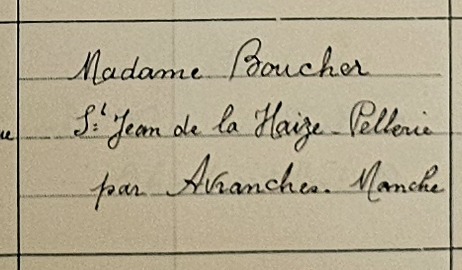 Madame Boucher
St Jean de la Haize - Pellerie
par Avranches. Manche